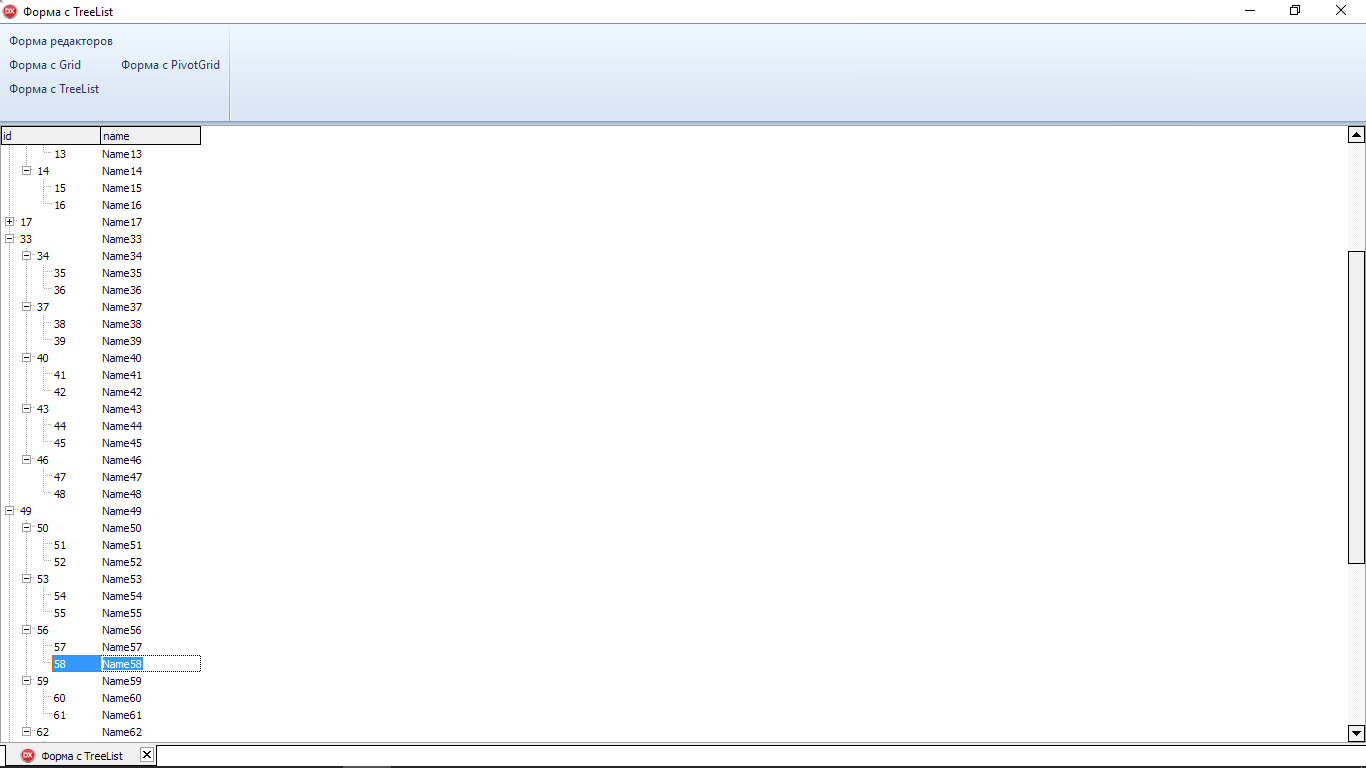 DX Форма с TreeList
Форма редакторов
Форма с Grid Форма с PivotGrid
Форма с TreeList
id name
13 Name13
14 Name14
15 Name15
16 Name16
17 Name17
33 Name33
34 Name34
35 Name35
36 Name36
37 Name37
38 Name38
39 Name39
40 Name40
41 Name41
42 Name42
43 Name43
44 Name44
45 Name45
46 Name46
47 Name47
48 Name48
49 Name49
50 Name50
51 Name51
52 Name52
53 Name53
54 Name54
55 Name55
56 Name56
57 Name57
58 Name58
59 Name59
60 Name60
61 Name61
62 Name62
DX Форма с TreeList